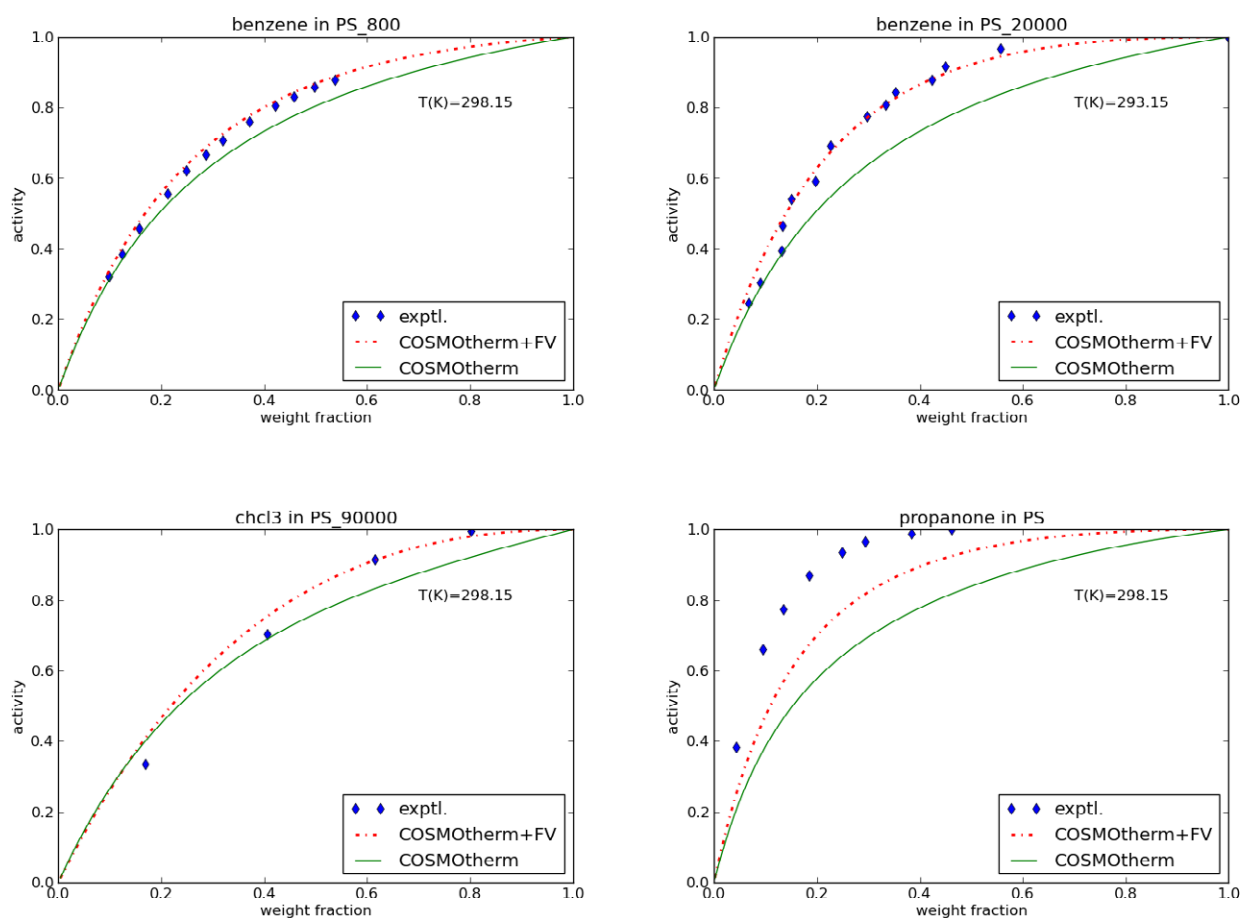 benzene in PS_800
1.0
0.8
0.6
0.4
0.2
0.0
activity
T(K)=298.15
exptl.
COSMOtherm+FV
COSMOtherm
0.0 0.2 0.4 0.6 0.8 1.0
weight fraction
benzene in PS_20000
1.0
0.8
0.6
0.4
0.2
0.0
activity
T(K)=293.15
exptl.
COSMOtherm+FV
COSMOtherm
0.0 0.2 0.4 0.6 0.8 1.0
weight fraction
chcl3 in PS_90000
1.0
0.8
0.6
0.4
0.2
0.0
activity
T(K)=298.15
exptl.
COSMOtherm+FV
COSMOtherm
0.0 0.2 0.4 0.6 0.8 1.0
weight fraction
propanone in PS
1.0
0.8
0.6
0.4
0.2
0.0
activity
T(K)=298.15
exptl.
COSMOtherm+FV
COSMOtherm
0.0 0.2 0.4 0.6 0.8 1.0
weight fraction